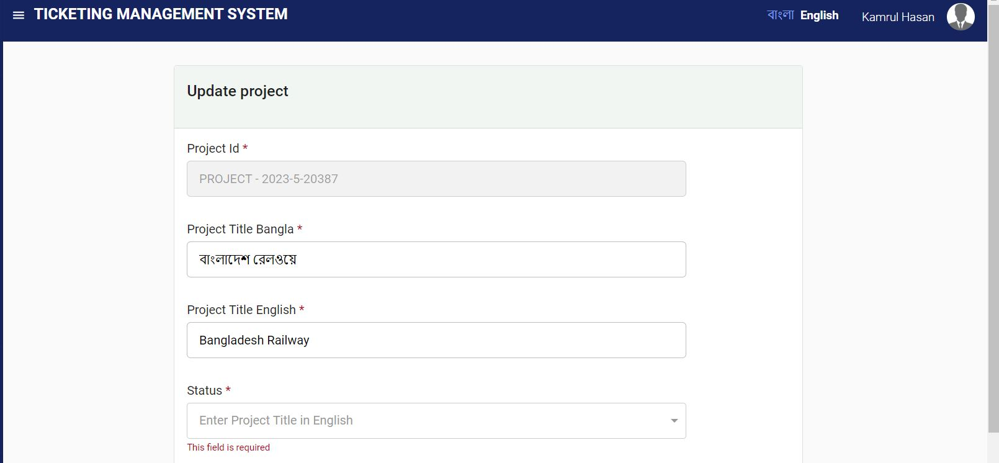 TICKETING MANAGEMENT SYSTEM
বাংলা English Kamrul Hasan
Update project
Project Id *
PROJECT - 2023-5-20387
Project Title Bangla *
বাংলাদেশ রেলওয়ে
Project Title English *
Bangladesh Railway
Status *
Enter Project Title in English
This field is required